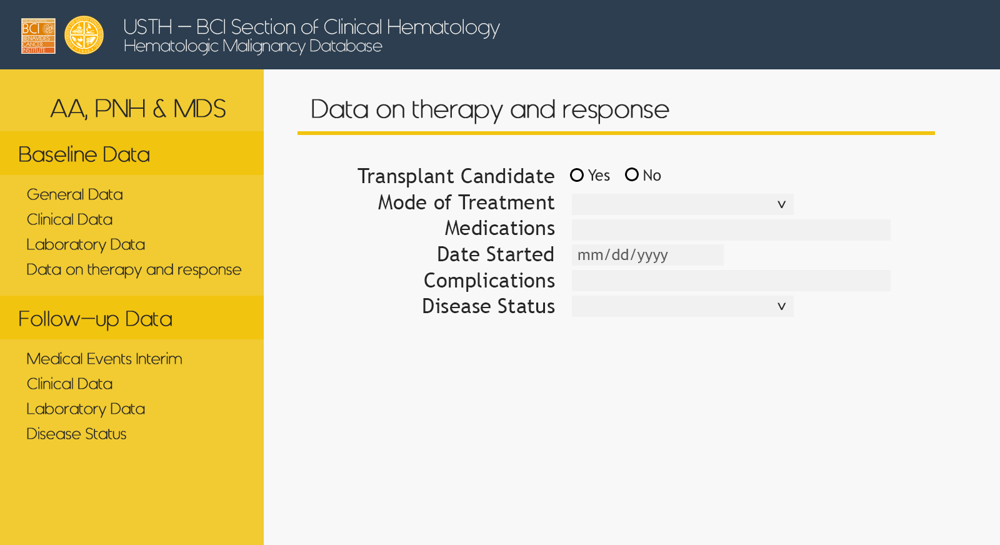 BCI
BENAVIDES
CANCER
INSTITUTE
USTH – BCI Section of Clinical Hematology
Hematologic Malignancy Database
AA, PNH & MDS
Baseline Data
General Data
Clinical Data
Laboratory Data
Data on therapy and response
Follow-up Data
Medical Events Interim
Clinical Data
Laboratory Data
Disease Status
Data on therapy and response
Transplant Candidate Yes No
Mode of Treatment
Medications
Date Started mm/dd/yyyy
Complications
Disease Status